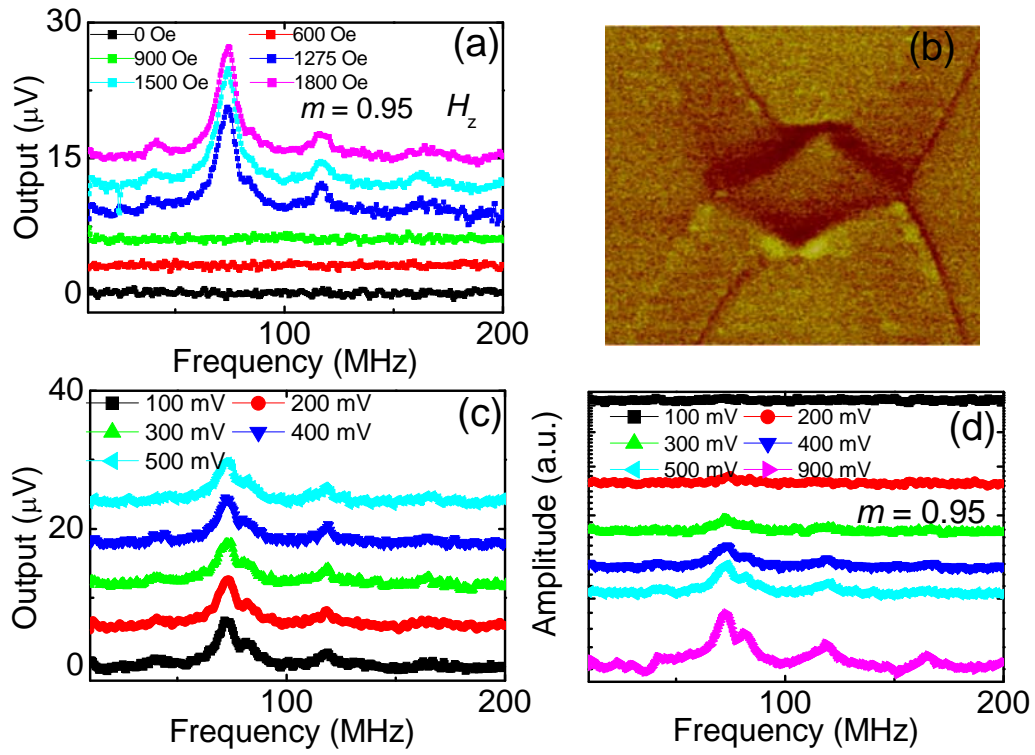 30
15
0
Output (μV)
0 Oe 600 Oe
900 Oe 1275 Oe
1500 Oe 1800 Oe
(a)
m = 0.95 Hz
100 200
Frequency (MHz)
(b)
40
20
0
Output (μV)
100 mV 200 mV
300 mV 400 mV
500 mV
(c)
100 200
Frequency (MHz)
Amplitude (a.u.)
100 mV 200 mV
300 mV 400 mV
500 mV 900 mV
(d)
m = 0.95
100 200
Frequency (MHz)